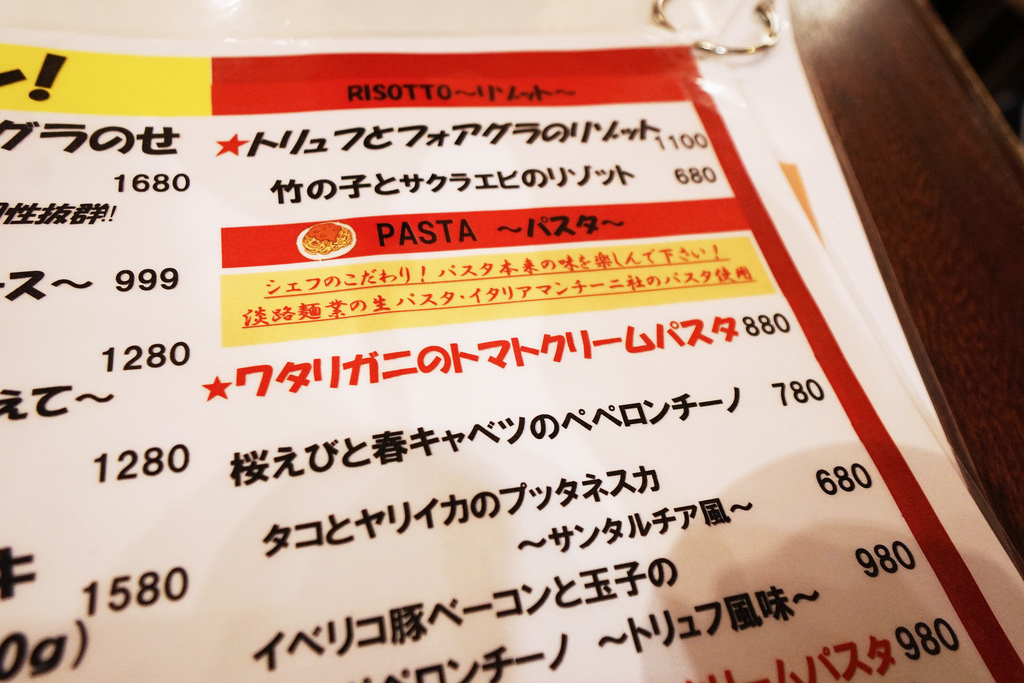 ン!
グラのせ
1680
性抜群!!
ース〜 999
1280
えて〜
1280
キ
1580
0g)
RISOTTO〜リゾット〜
★トリュフとフォアグラのリゾット 1100
竹の子とサクラエビのリゾット 680
PASTA 〜パスタ〜
シェフのこだわり!パスタ本来の味を楽しんで下さい!
淡路麺業の生パスタ・イタリアマンチーニ社のパスタ使用
★ワタリガニのトマトクリームパスタ 880
桜えびと春キャベツのペペロンチーノ 780
タコとヤリイカのプッタネスカ
〜サンタルチア風〜 680
イベリコ豚ベーコンと玉子の
ペペロンチーノ 〜トリュフ風味〜 980
リームパスタ 980